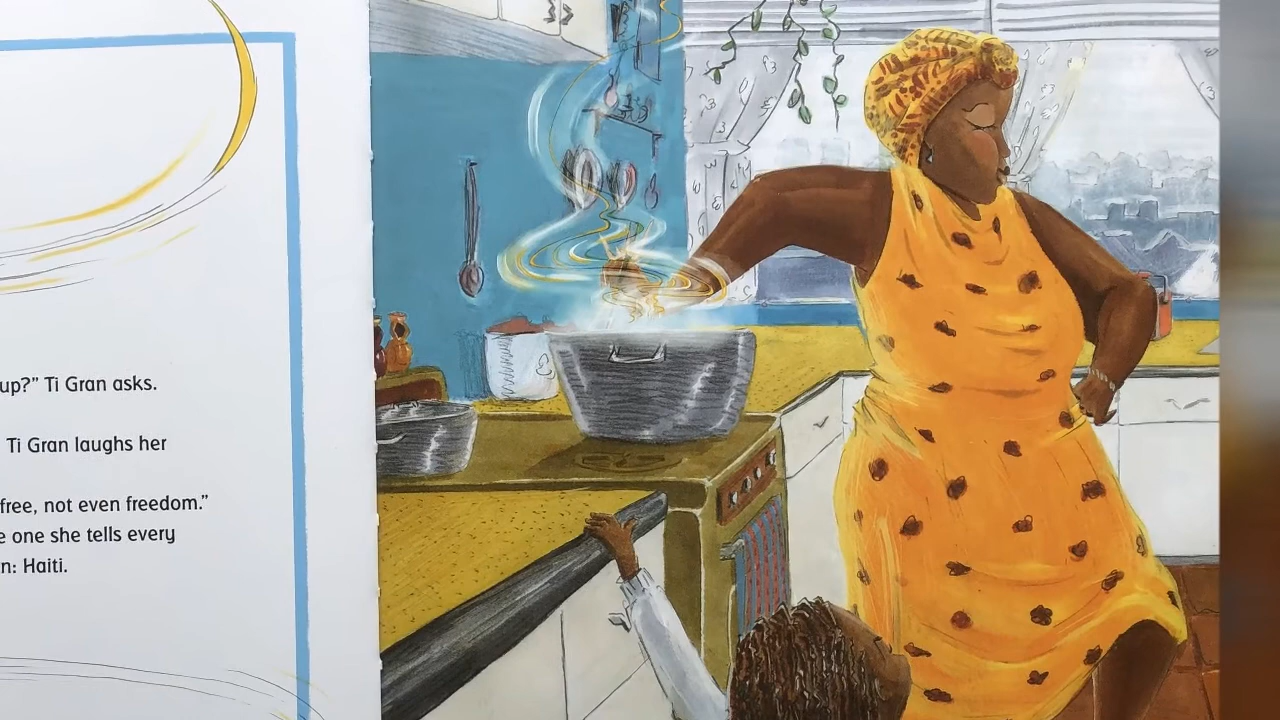 up?” Ti Gran asks.
Ti Gran laughs her
free, not even freedom.”
one she tells every
Haiti.